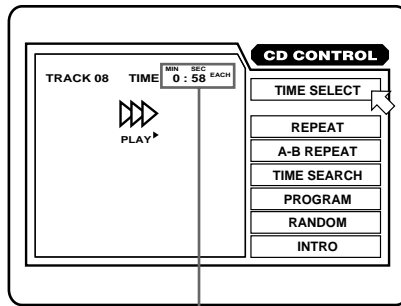 CD CONTROL
MIN SEC
TRACK 08 TIME 0 : 58 EACH
PLAY
TIME SELECT
REPEAT
A-B REPEAT
TIME SEARCH
PROGRAM
RANDOM
INTRO